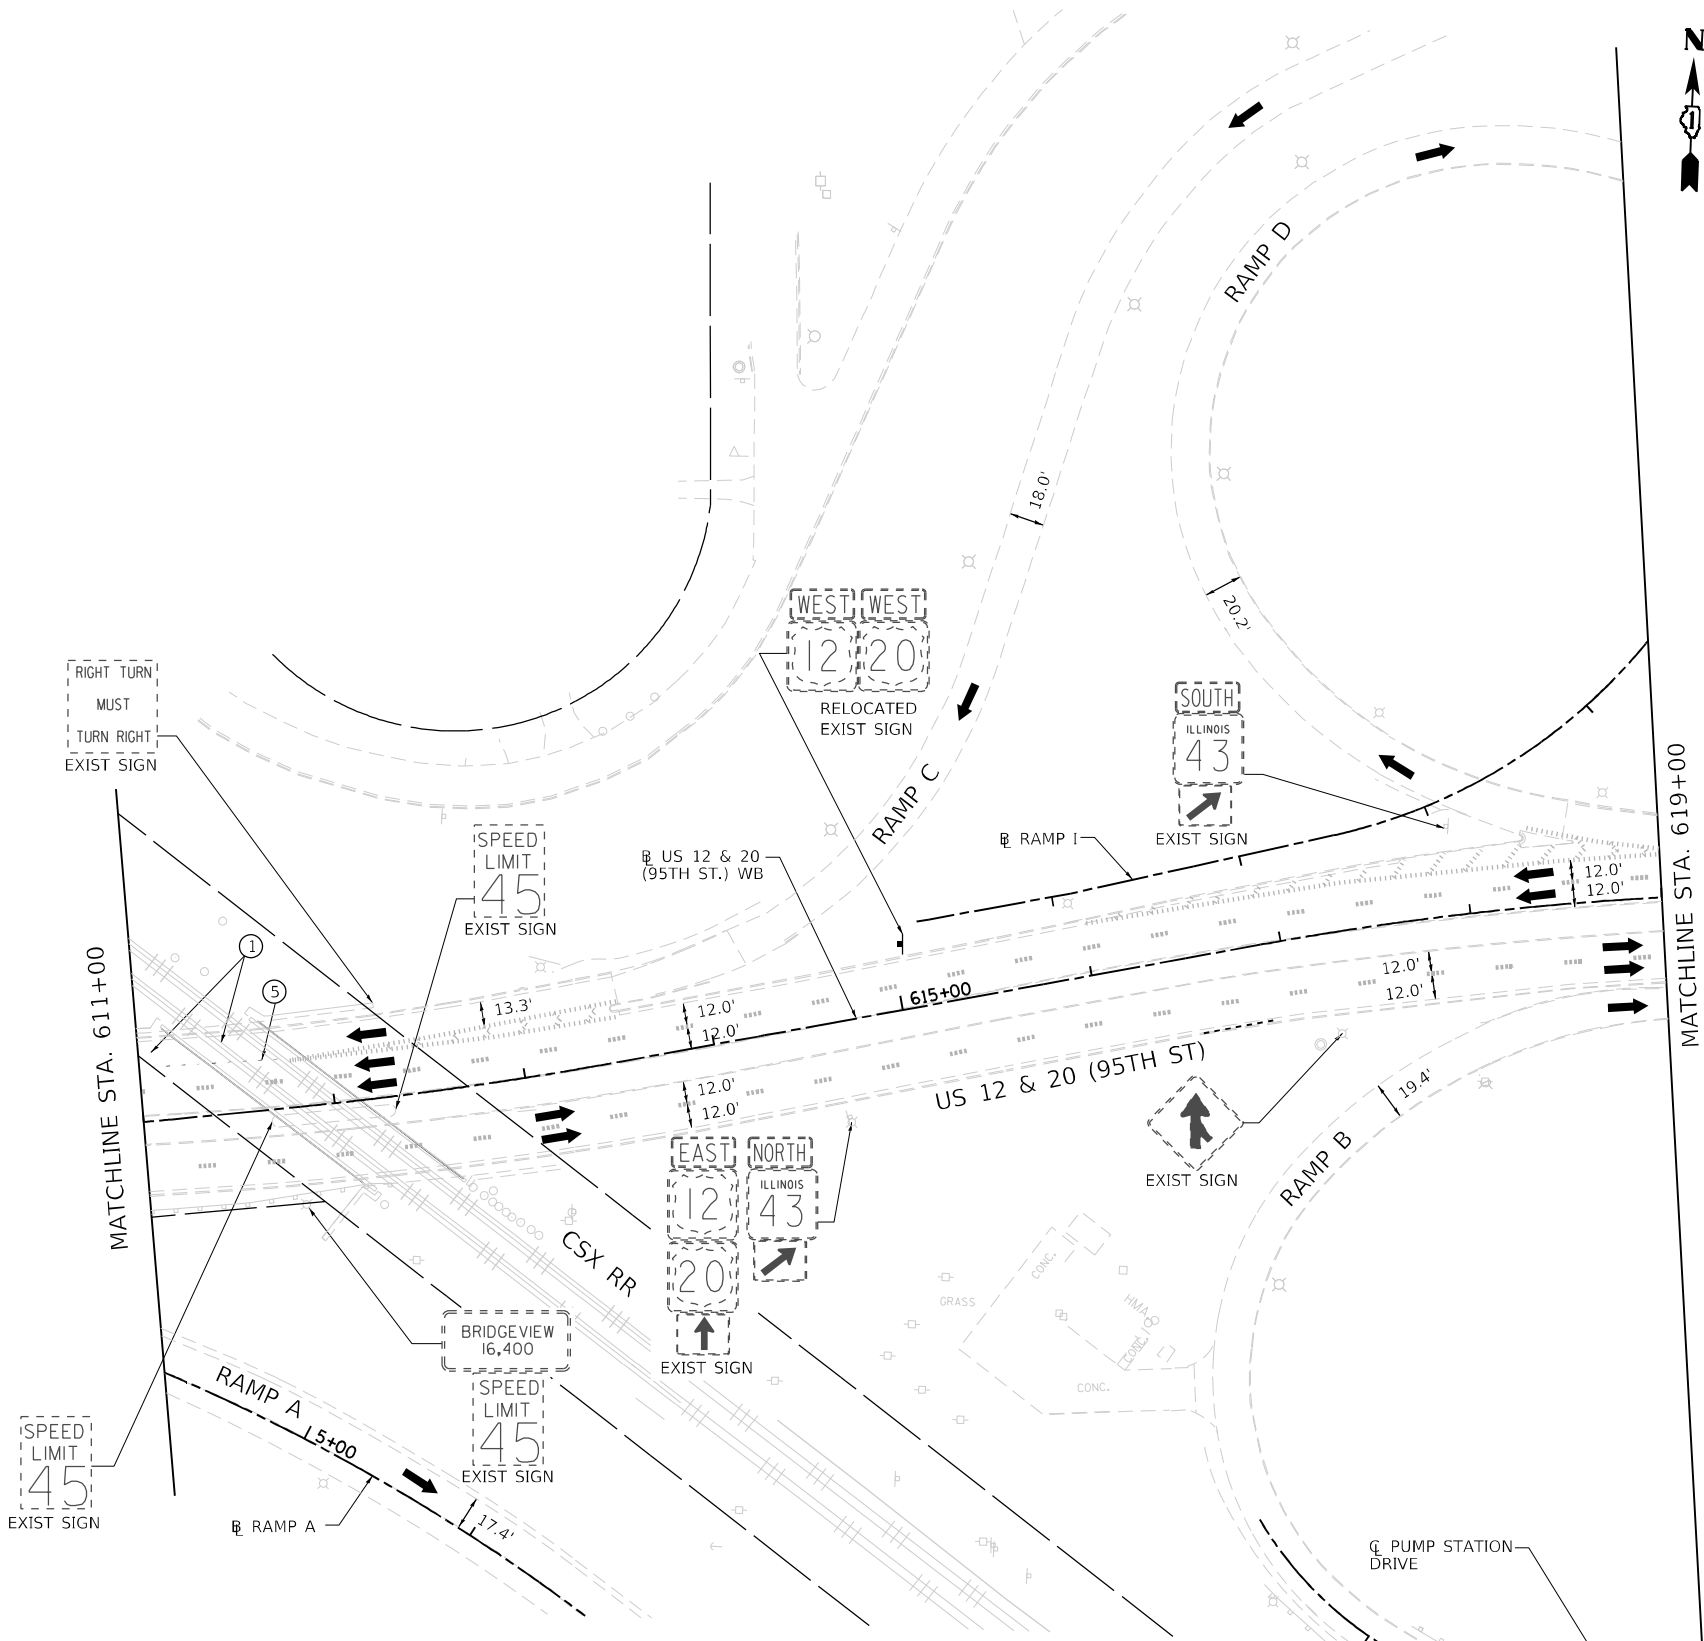 N
1
RAMP D
18.0'
20.2'
WEST WEST
12 20
RELOCATED
EXIST SIGN
RIGHT TURN
MUST
TURN RIGHT
EXIST SIGN
SOUTH
ILLINOIS
43
EXIST SIGN
RAMP C
℄ RAMP I
SPEED
LIMIT
45
EXIST SIGN
US 12 & 20
(95TH ST.) WB
MATCHLINE STA. 619+00
12.0'
12.0'
MATCHLINE STA. 611+00
1
5
13.3'
12.0'
12.0'
615+00
12.0'
12.0'
12.0'
12.0'
US 12 & 20 (95TH ST)
19.4'
RAMP B
EXIST SIGN
EAST NORTH
12
ILLINOIS
43
20
EXIST SIGN
CSX RR
CONC.
GRASS
HMA
CONC.
CONC.
BRIDGEVIEW
16,400
SPEED
LIMIT
45
EXIST SIGN
RAMP A
5+00
SPEED
LIMIT
45
EXIST SIGN
RAMP A
17.4'
℄ PUMP STATION
DRIVE